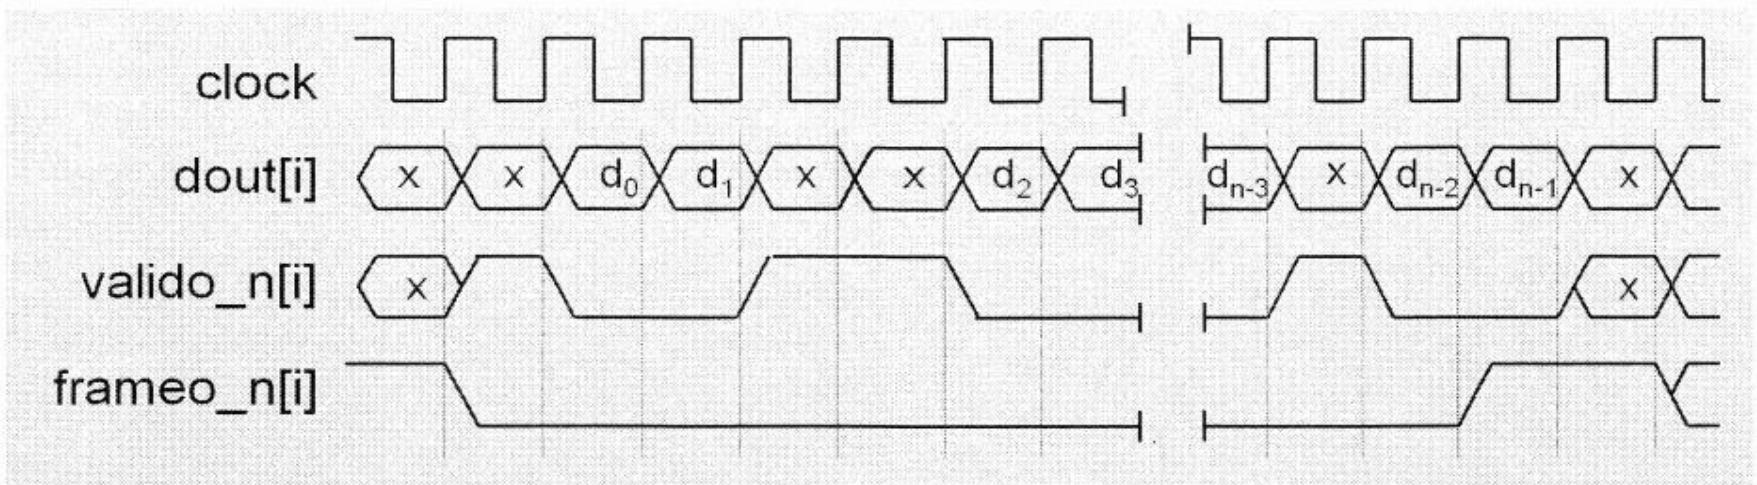 clock
dout[i] x x d0 d1 x x d2 d3 dn-3 x dn-2 dn-1 x
valido_n[i] x x
frameo_n[i]